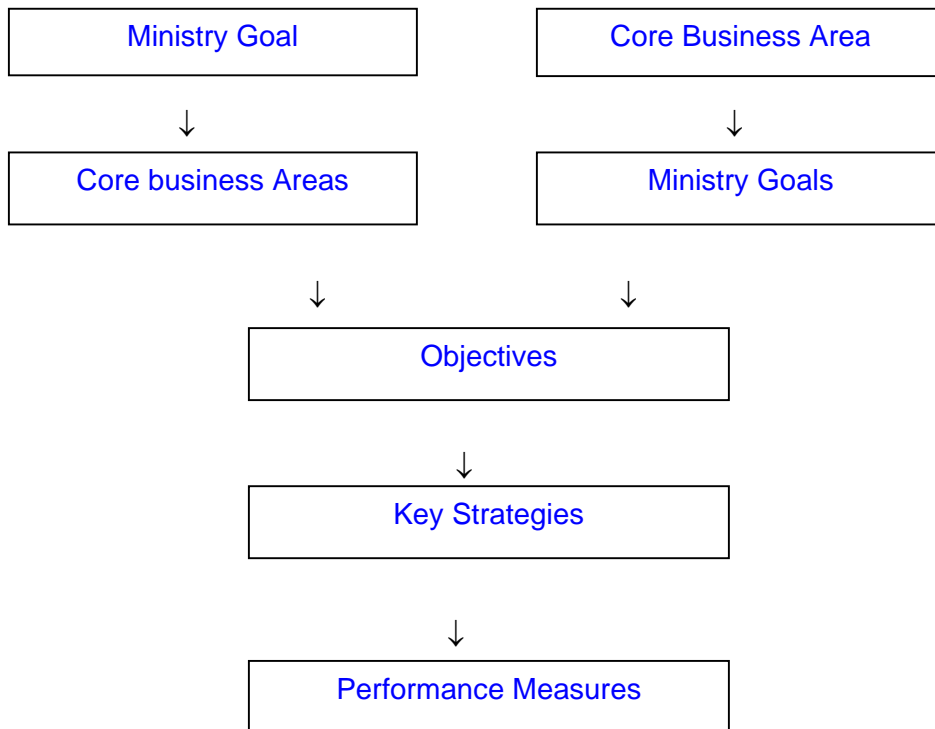 Ministry Goal
Core Business Area
↓
↓
Core business Areas
Ministry Goals
↓
↓
Objectives
↓
Key Strategies
↓
Performance Measures